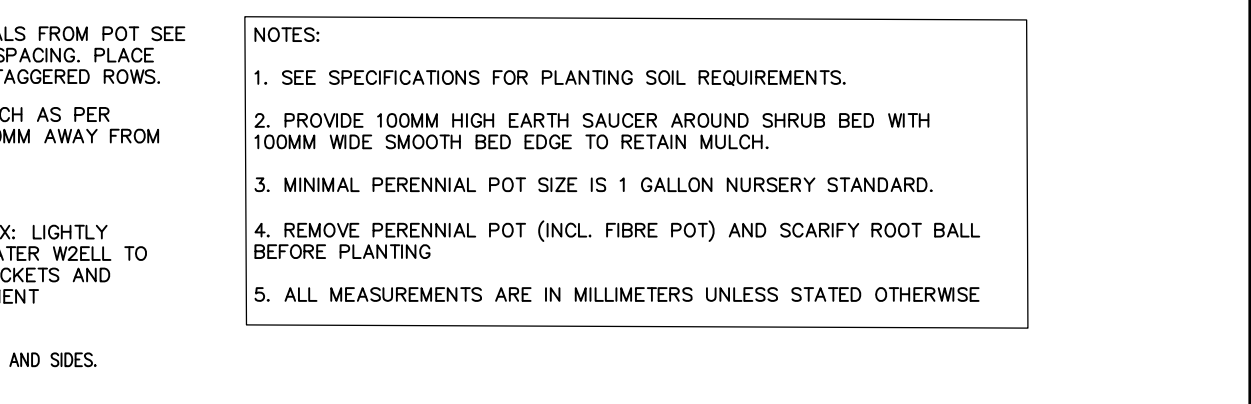 ALS FROM POT SEE
SPACING. PLACE
TAGGERED ROWS.
CH AS PER
0MM AWAY FROM
X: LIGHTLY
ATER W2ELL TO
CKETS AND
MENT
AND SIDES.
NOTES:
1. SEE SPECIFICATIONS FOR PLANTING SOIL REQUIREMENTS.
2. PROVIDE 100MM HIGH EARTH SAUCER AROUND SHRUB BED WITH
100MM WIDE SMOOTH BED EDGE TO RETAIN MULCH.
3. MINIMAL PERENNIAL POT SIZE IS 1 GALLON NURSERY STANDARD.
4. REMOVE PERENNIAL POT (INCL. FIBRE POT) AND SCARIFY ROOT BALL
BEFORE PLANTING
5. ALL MEASUREMENTS ARE IN MILLIMETERS UNLESS STATED OTHERWISE